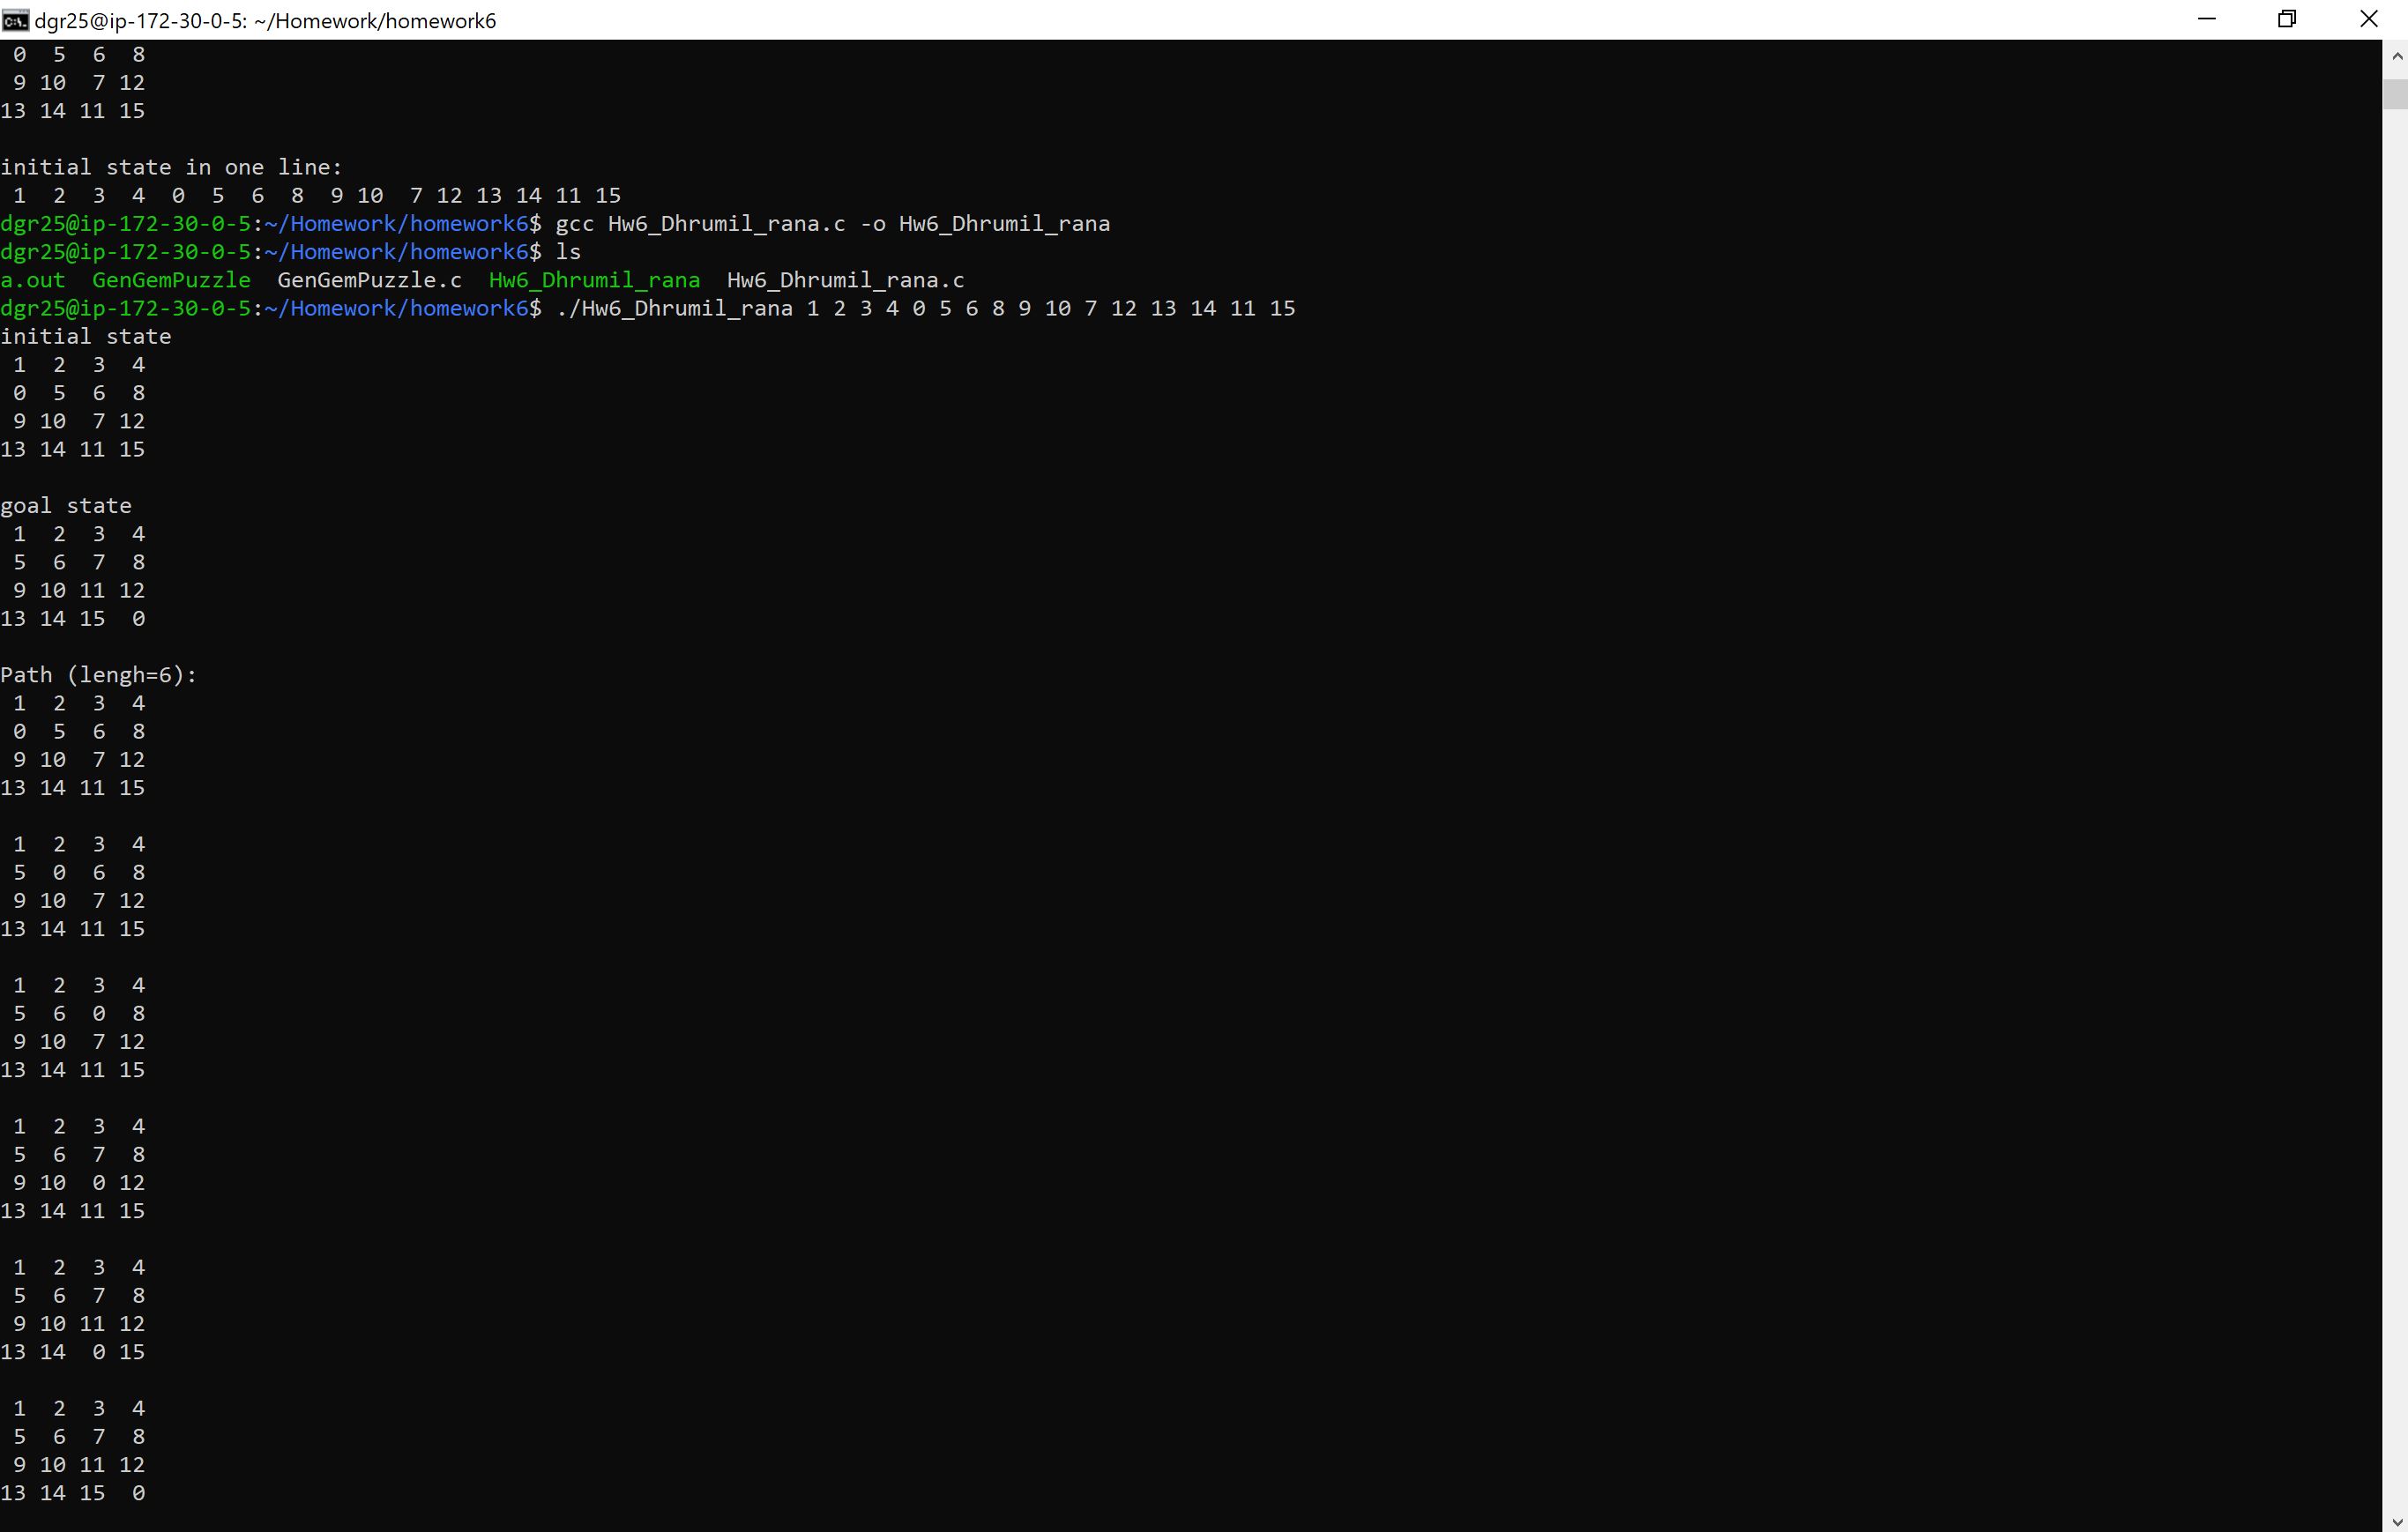 dgr25@ip-172-30-0-5: ~/Homework/homework6
 0  5  6  8
 9 10  7 12
13 14 11 15

initial state in one line:
 1  2  3  4  0  5  6  8  9 10  7 12 13 14 11 15
dgr25@ip-172-30-0-5:~/Homework/homework6$ gcc Hw6_Dhrumil_rana.c -o Hw6_Dhrumil_rana
dgr25@ip-172-30-0-5:~/Homework/homework6$ ls
a.out  GenGemPuzzle  GenGemPuzzle.c  Hw6_Dhrumil_rana  Hw6_Dhrumil_rana.c
dgr25@ip-172-30-0-5:~/Homework/homework6$ ./Hw6_Dhrumil_rana 1 2 3 4 0 5 6 8 9 10 7 12 13 14 11 15
initial state
 1  2  3  4
 0  5  6  8
 9 10  7 12
13 14 11 15

goal state
 1  2  3  4
 5  6  7  8
 9 10 11 12
13 14 15  0

Path (lengh=6):
 1  2  3  4
 0  5  6  8
 9 10  7 12
13 14 11 15

 1  2  3  4
 5  0  6  8
 9 10  7 12
13 14 11 15

 1  2  3  4
 5  6  0  8
 9 10  7 12
13 14 11 15

 1  2  3  4
 5  6  7  8
 9 10  0 12
13 14 11 15

 1  2  3  4
 5  6  7  8
 9 10 11 12
13 14  0 15

 1  2  3  4
 5  6  7  8
 9 10 11 12
13 14 15  0